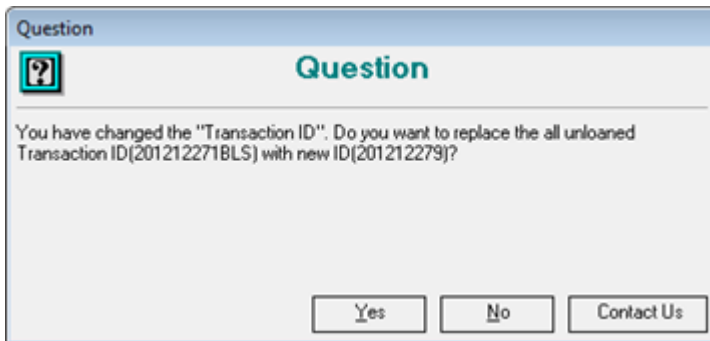 Question
Question
You have changed the "Transaction ID". Do you want to replace the all unloaned
Transaction ID(201212271BLS) with new ID(201212279)?
Yes No Contact Us